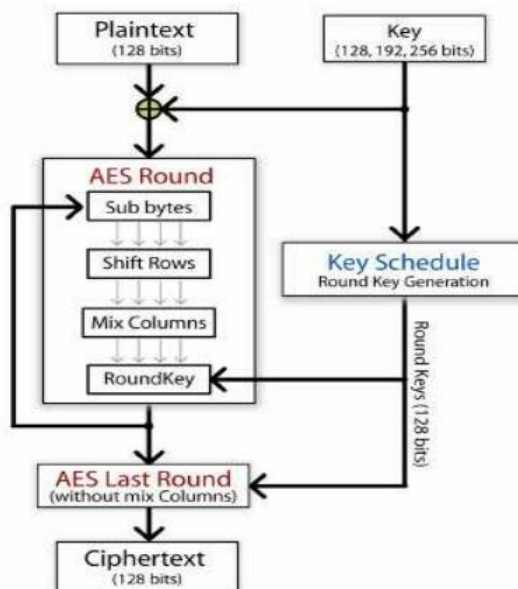 Plaintext
(128 bits)
Key
(128, 192, 256 bits)
AES Round
Sub bytes
Shift Rows
Mix Columns
RoundKey
Key Schedule
Round Key Generation
Round Keys (128 bits)
AES Last Round
(without mix Columns)
Ciphertext
(128 bits)